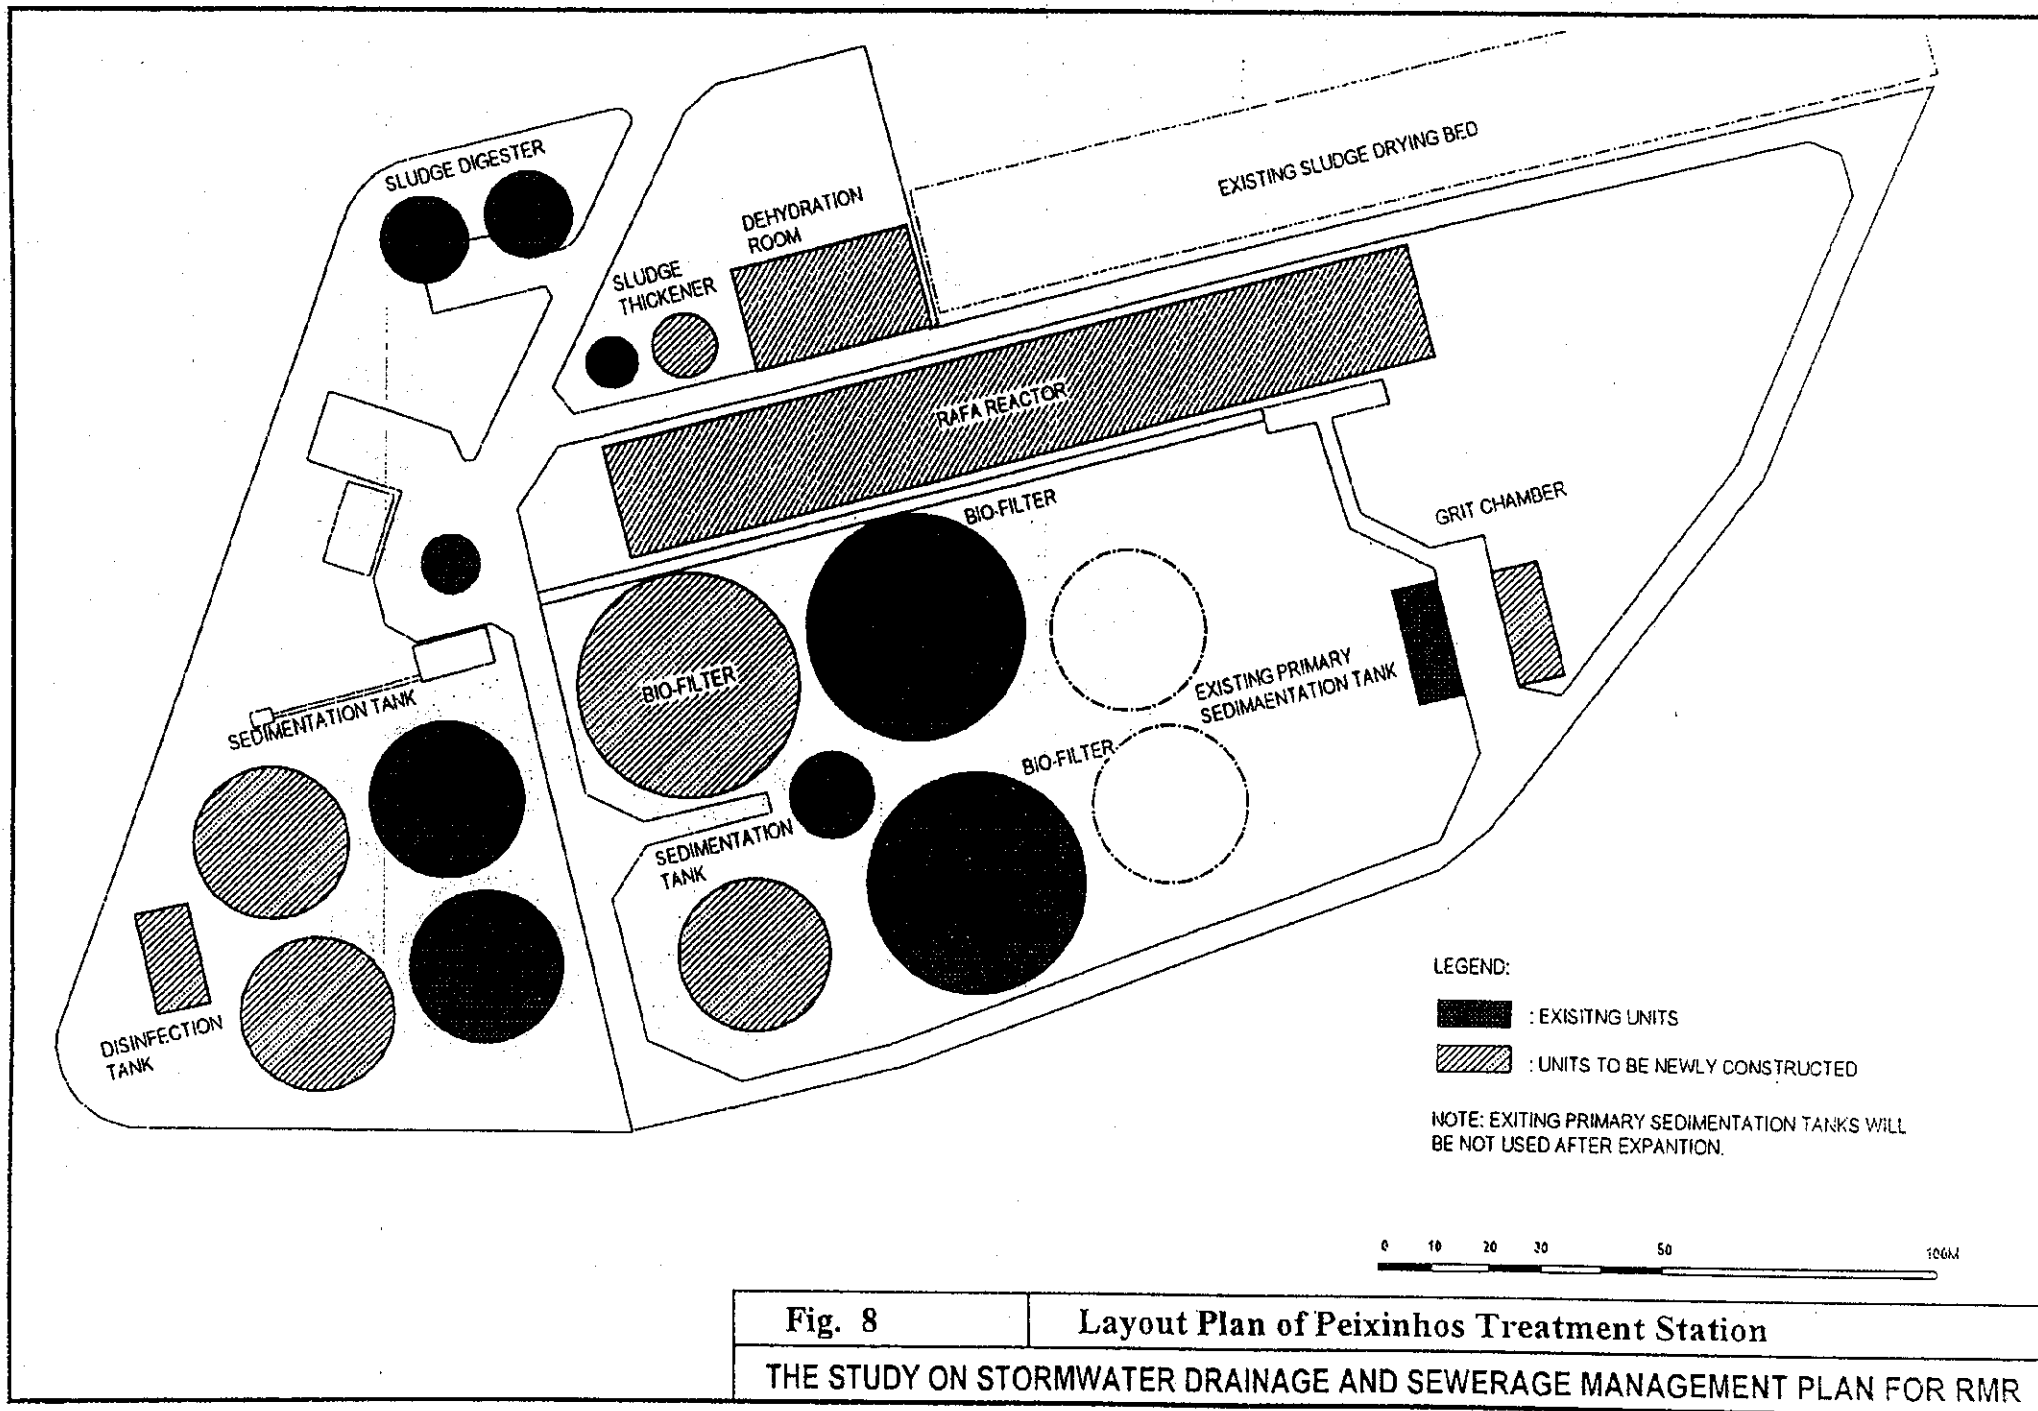 SLUDGE DIGESTER
DEHYDRATION
ROOM
SLUDGE
THICKENER
EXISTING SLUDGE DRYING BED
RAFA REACTOR
BIO-FILTER
GRIT CHAMBER
BIO-FILTER
EXISTING PRIMARY
SEDIMAENTATION TANK
SEDIMENTATION TANK
BIO-FILTER
SEDIMENTATION
TANK
DISINFECTION
TANK
LEGEND:
: EXISITNG UNITS
: UNITS TO BE NEWLY CONSTRUCTED
NOTE: EXITING PRIMARY SEDIMENTATION TANKS WILL
BE NOT USED AFTER EXPANTION.
0 10 20 30 50 100M
Fig. 8
Layout Plan of Peixinhos Treatment Station
THE STUDY ON STORMWATER DRAINAGE AND SEWERAGE MANAGEMENT PLAN FOR RMR